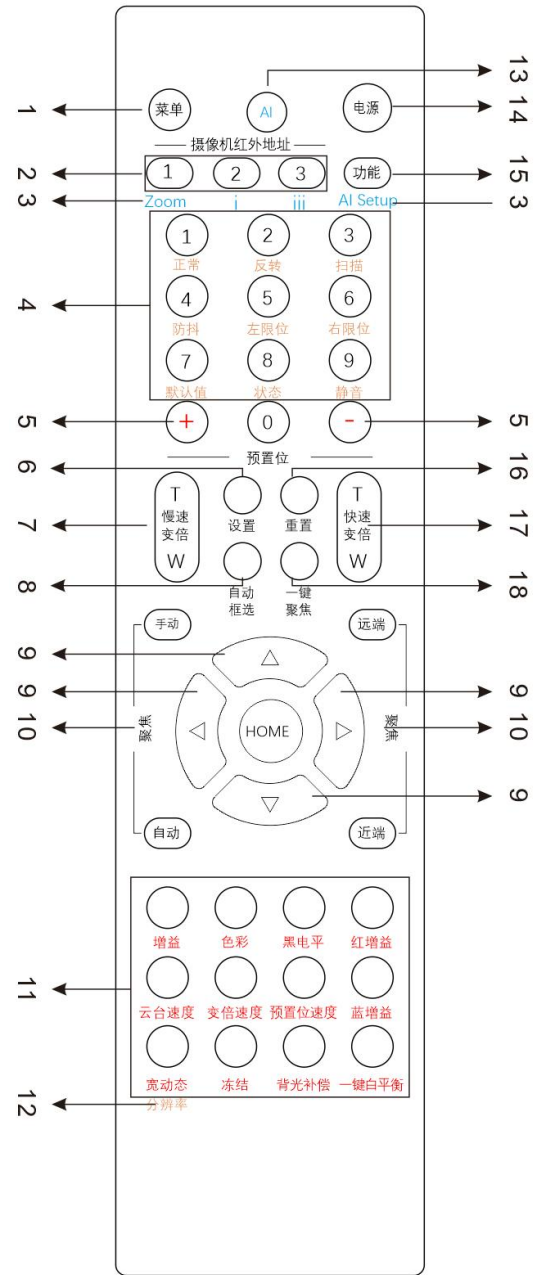 13
1 菜单 AI 电源 14
摄像机红外地址
2 1 2 3 功能 15
3 Zoom i iii AI Setup 3
1 2 3
正常 反转 扫描
4 4 5 6
防抖 左限位 右限位
7 8 9
默认值 状态 静音
5 + 0 - 5
预置位
6 16
T T
7 慢速 设置 重置 快速 17
变倍 变倍
W W
8 18
自动 一键
框选 聚焦
手动 远端
9
9 9
10 聚焦 HOME 聚焦 10
9
自动 近端
增益 色彩 黑电平 红增益
11
云台速度 变倍速度 预置位速度 蓝增益
宽动态 冻结 背光补偿 一键白平衡
12 分辨率